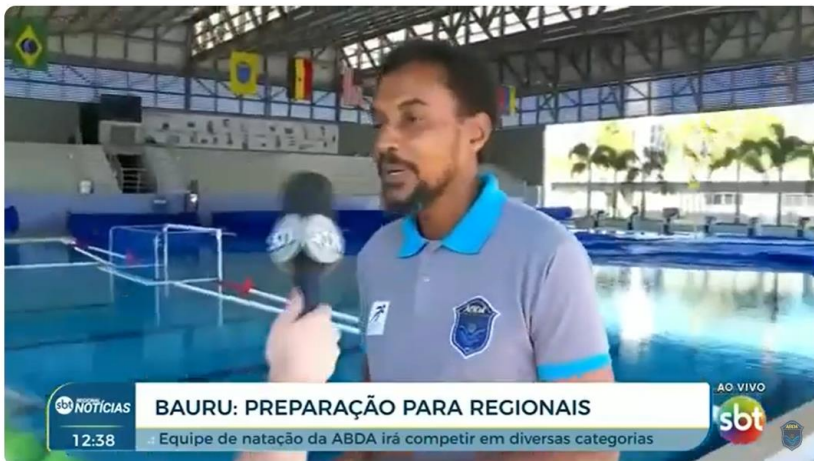 ABDA
AO VIVO
sbt REGIONAL
NOTÍCIAS
BAURU: PREPARAÇÃO PARA REGIONAIS
sbt
12:38
Equipe de natação da ABDA irá competir em diversas categorias